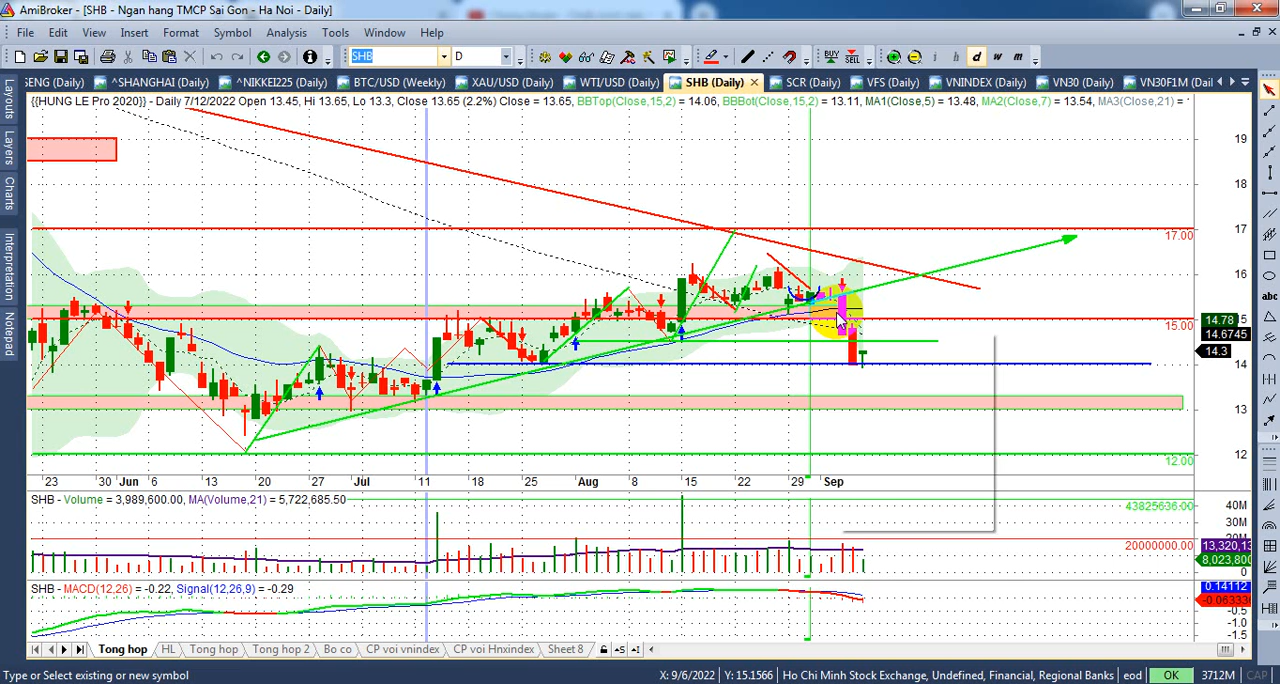 AmiBroker - [SHB - Ngan hang TMCP Sai Gon - Ha Noi - Daily]
File Edit View Insert Format Symbol Analysis Tools Window Help
SHB D BUY SELL i h d w m
ENG (Daily) ^SHANGHAI (Daily) ^NIKKEI225 (Daily) BTC/USD (Weekly) XAU/USD (Daily) WTI/USD (Daily) SHB (Daily) SCR (Daily) VFS (Daily) VNINDEX (Daily) VN30 (Daily) VN30F1M (Dai
{{HUNG LE Pro 2020}} - Daily 7/12/2022 Open 13.45, Hi 13.65, Lo 13.3, Close 13.65 (2.2%) Close = 13.65, BBTop(Close,15,2) = 14.06, BBBot(Close,15,2) = 13.11, MA1(Close,5) = 13.48, MA2(Close,7) = 13.54, MA3(Close,21) =
Layouts
Layers
Charts
Interpretation
Notepad
19
18
17
17.00
16
15
15.00
14.78
14.6745
14.3
14
13
12
12.00
abc
23 30 Jun 6 13 20 27 Jul 11 18 25 Aug 8 15 22 29 Sep
SHB - Volume = 3,989,600.00, MA(Volume,21) = 5,722,685.50
43825636.00
40M
30M
20000000.00
13,320,13
8,023,800
0
SHB - MACD(12,26) = -0.22, Signal(12,26,9) = -0.29
0.14112
-0.063336
-0.5
-1.0
-1.5
Tong hop HL Tong hop Tong hop 2 Bo co CP voi vnindex CP voi Hnxindex Sheet 8
Type or Select existing or new symbol X: 9/6/2022 Y: 15.1566 Ho Chi Minh Stock Exchange, Undefined, Financial, Regional Banks eod OK 3712M CAP